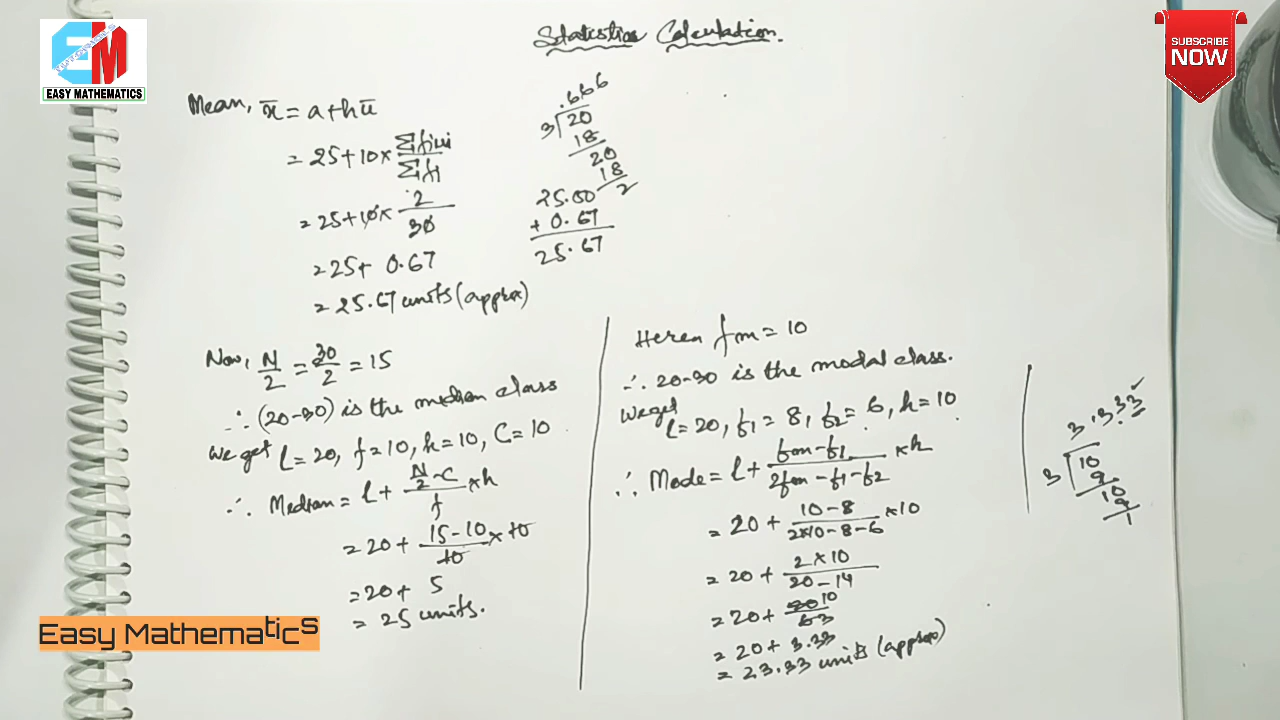 EM
EASY MATHEMATICS
SUBSCRIBE
NOW
Statistics Calculation.
Mean, x̅ = a+hu̅
= 25+10× Σfiui/Σfi
= 25+10× 2/30
= 25+ 0.67
= 25.67 units (approx)
.666
3)20
18
20
18
2
25.00
+ 0.67
25.67
Now, N/2 = 30/2 = 15
∴ (20-30) is the median class
We get l=20, f=10, h=10, C=10
∴ Median = l+ (N/2-C)/f ×h
= 20+ (15-10)/10 ×10
= 20+ 5
= 25 units.
Here fm = 10
∴ 20-30 is the modal class.
We get l=20, f1=8, f2=6, h=10
∴ Mode = l+ (fm-f1)/(2fm-f1-f2) ×h
= 20+ (10-8)/(2×10-8-6) ×10
= 20+ (2×10)/(20-14)
= 20+ 20 10/6 3
= 20+ 3.33
= 23.33 units (approx)
3.333
3)10
9
10
9
1
Easy Mathematics